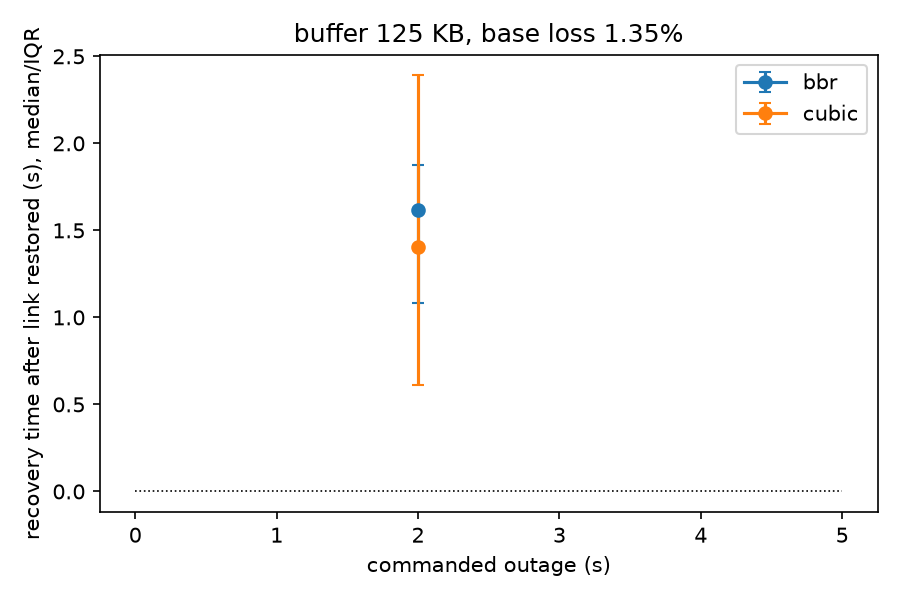 buffer 125 KB, base loss 1.35%
recovery time after link restored (s), median/IQR
2.5
2.0
1.5
1.0
0.5
0.0
bbr
cubic
0 1 2 3 4 5
commanded outage (s)